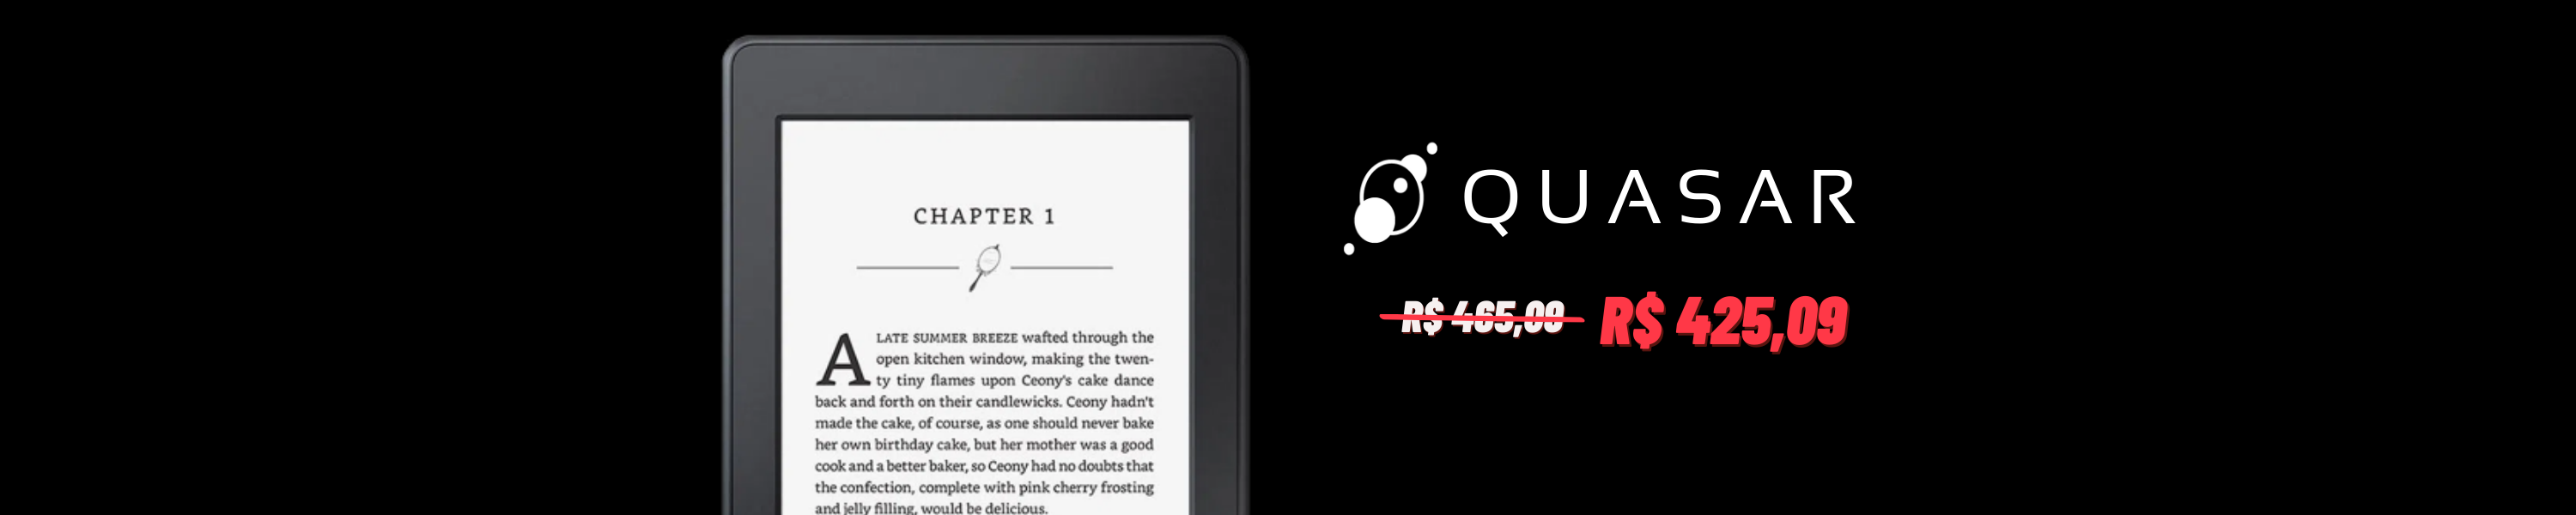 CHAPTER 1
A LATE SUMMER BREEZE wafted through the
open kitchen window, making the twen-
ty tiny flames upon Ceony's cake dance
back and forth on their candlewicks. Ceony hadn't
made the cake, of course, as one should never bake
her own birthday cake, but her mother was a good
cook and a better baker, so Ceony had no doubts that
the confection, complete with pink cherry frosting
and jelly filling, would be delicious.
QUASAR
R$ 465,09 R$ 425,09